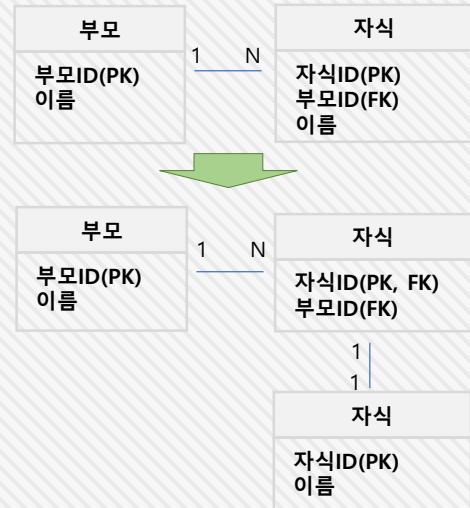 부모
부모ID(PK)
이름
1 N
자식
자식ID(PK)
부모ID(FK)
이름
부모
부모ID(PK)
이름
1 N
자식
자식ID(PK, FK)
부모ID(FK)
1
1
자식
자식ID(PK)
이름